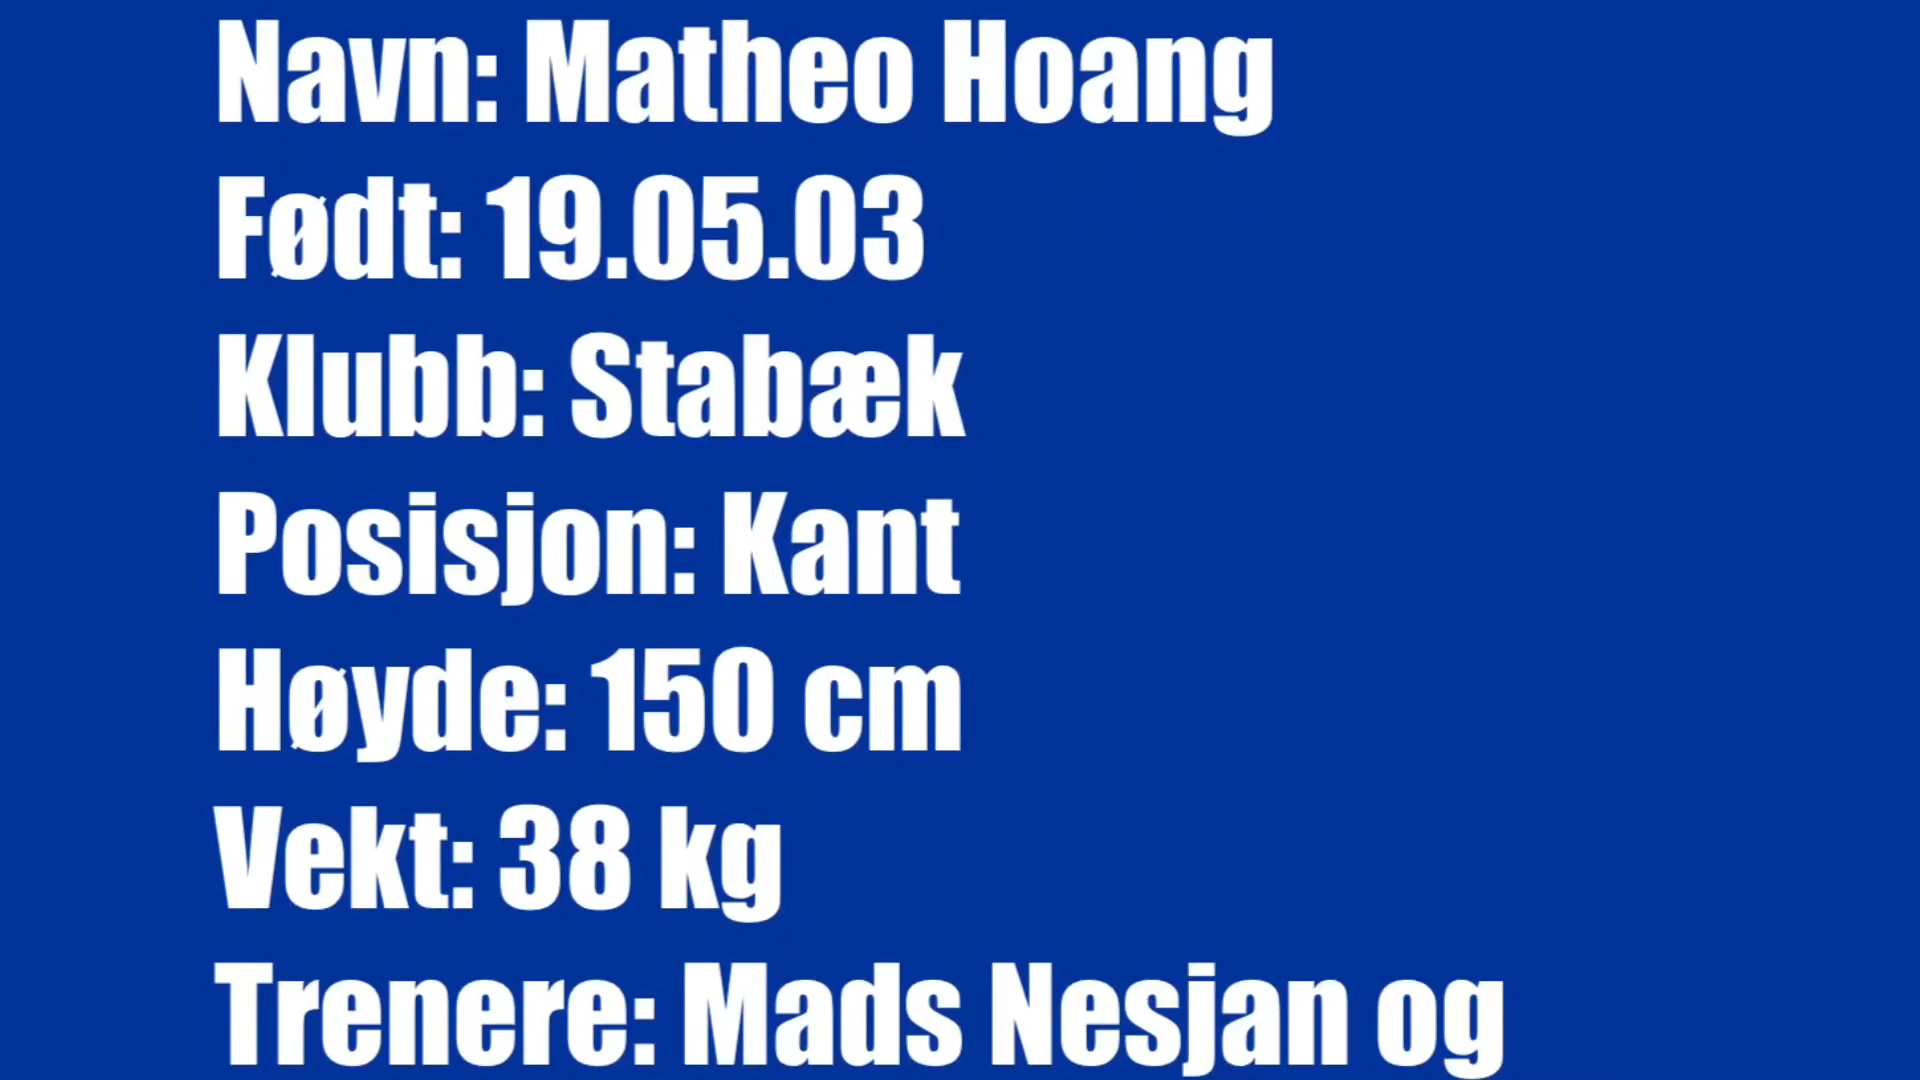 Navn: Matheo Hoang
Født: 19.05.03
Klubb: Stabæk
Posisjon: Kant
Høyde: 150 cm
Vekt: 38 kg
Trenere: Mads Nesjan og